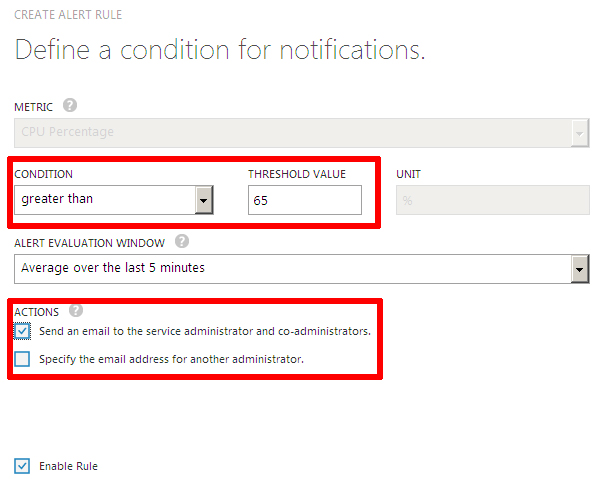 CREATE ALERT RULE
Define a condition for notifications.
METRIC ?
CPU Percentage
CONDITION THRESHOLD VALUE UNIT
greater than 65 %
ALERT EVALUATION WINDOW ?
Average over the last 5 minutes
ACTIONS ?
Send an email to the service administrator and co-administrators.
Specify the email address for another administrator.
Enable Rule